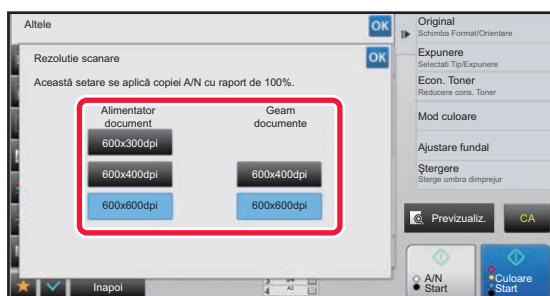 Altele
OK
Rezolutie scanare
OK
Această setare se aplică copiei A/N cu raport de 100%.
Alimentator
document
Geam
documente
600x300dpi
600x400dpi
600x400dpi
600x600dpi
600x600dpi
Inapoi
A3
4
Original
Schimba Format/Orientare
Expunere
Selectati Tip/Expunere
Econ. Toner
Reducere cons. Toner
Mod culoare
Ajustare fundal
Ştergere
Sterge umbra dimprejur
Previzualiz.
CA
A/N
Start
Culoare
Start